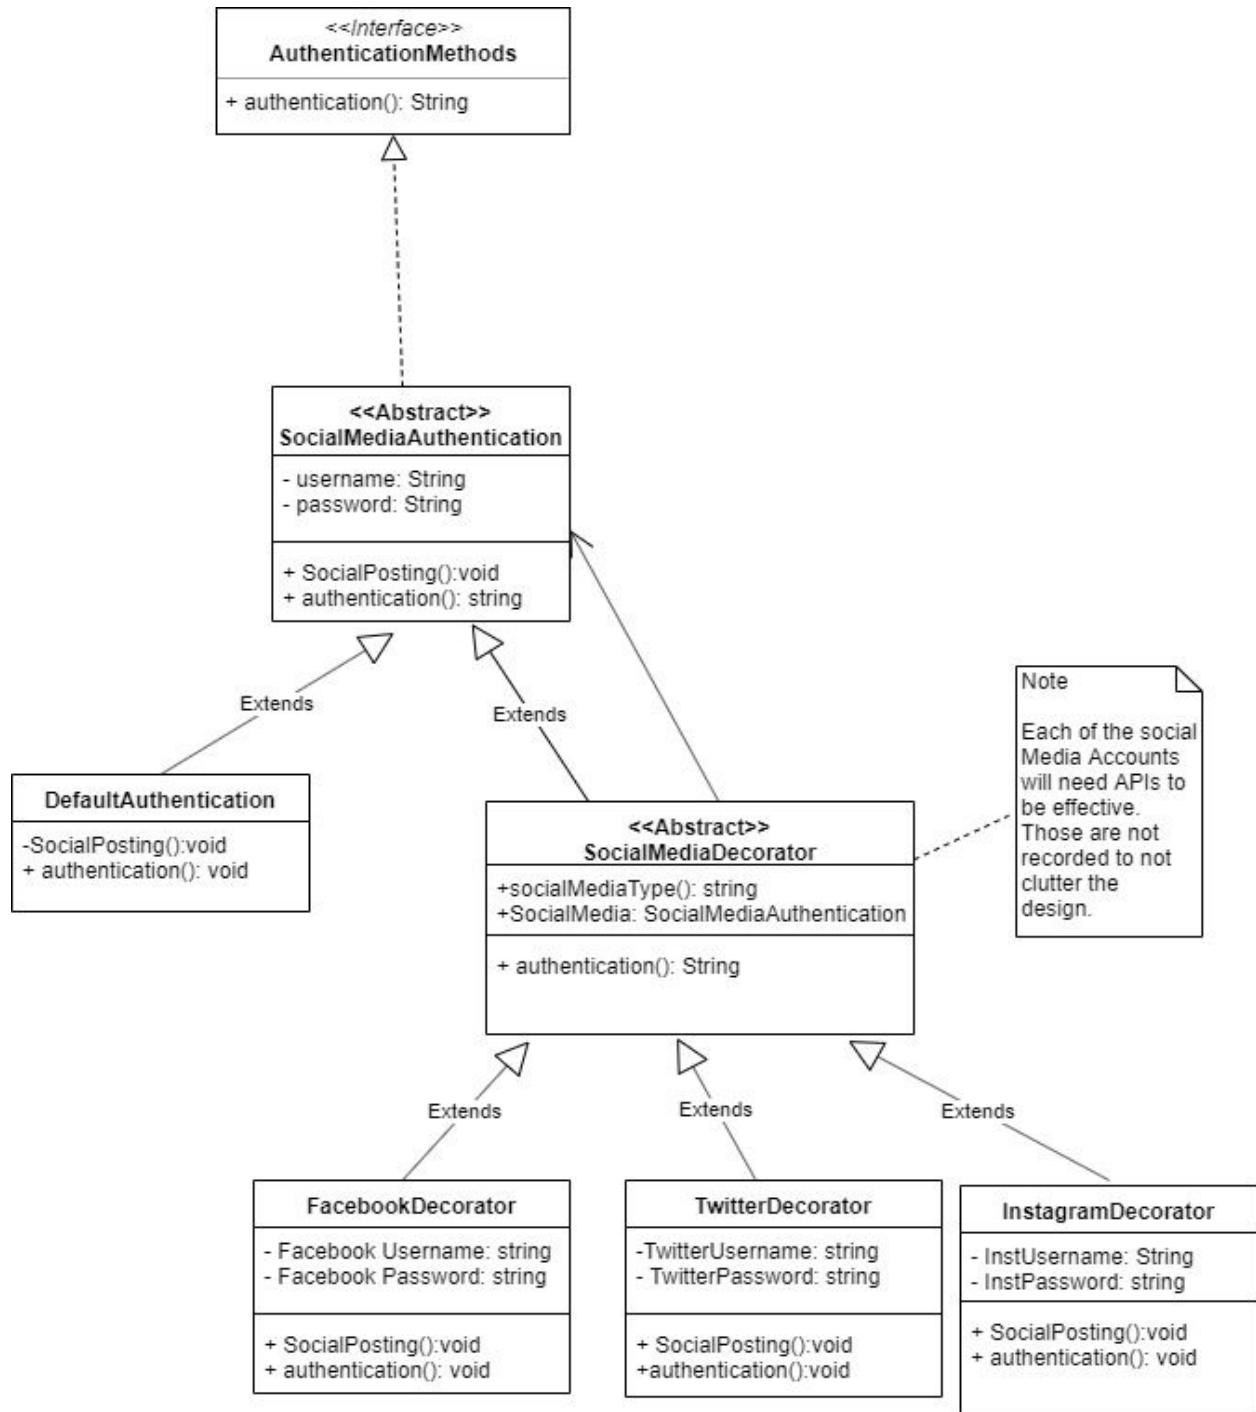 <<Interface>>
AuthenticationMethods
+ authentication(): String
<<Abstract>>
SocialMediaAuthentication
- username: String
- password: String
+ SocialPosting():void
+ authentication(): string
Extends
Extends
DefaultAuthentication
-SocialPosting():void
+ authentication(): void
<<Abstract>>
SocialMediaDecorator
+socialMediaType(): string
+SocialMedia: SocialMediaAuthentication
+ authentication(): String
Note
Each of the social
Media Accounts
will need APIs to
be effective.
Those are not
recorded to not
clutter the
design.
Extends
Extends
Extends
FacebookDecorator
- Facebook Username: string
- Facebook Password: string
+ SocialPosting():void
+ authentication(): void
TwitterDecorator
-TwitterUsername: string
- TwitterPassword: string
+ SocialPosting():void
+authentication():void
InstagramDecorator
- InstUsername: String
- InstPassword: string
+ SocialPosting():void
+ authentication(): void